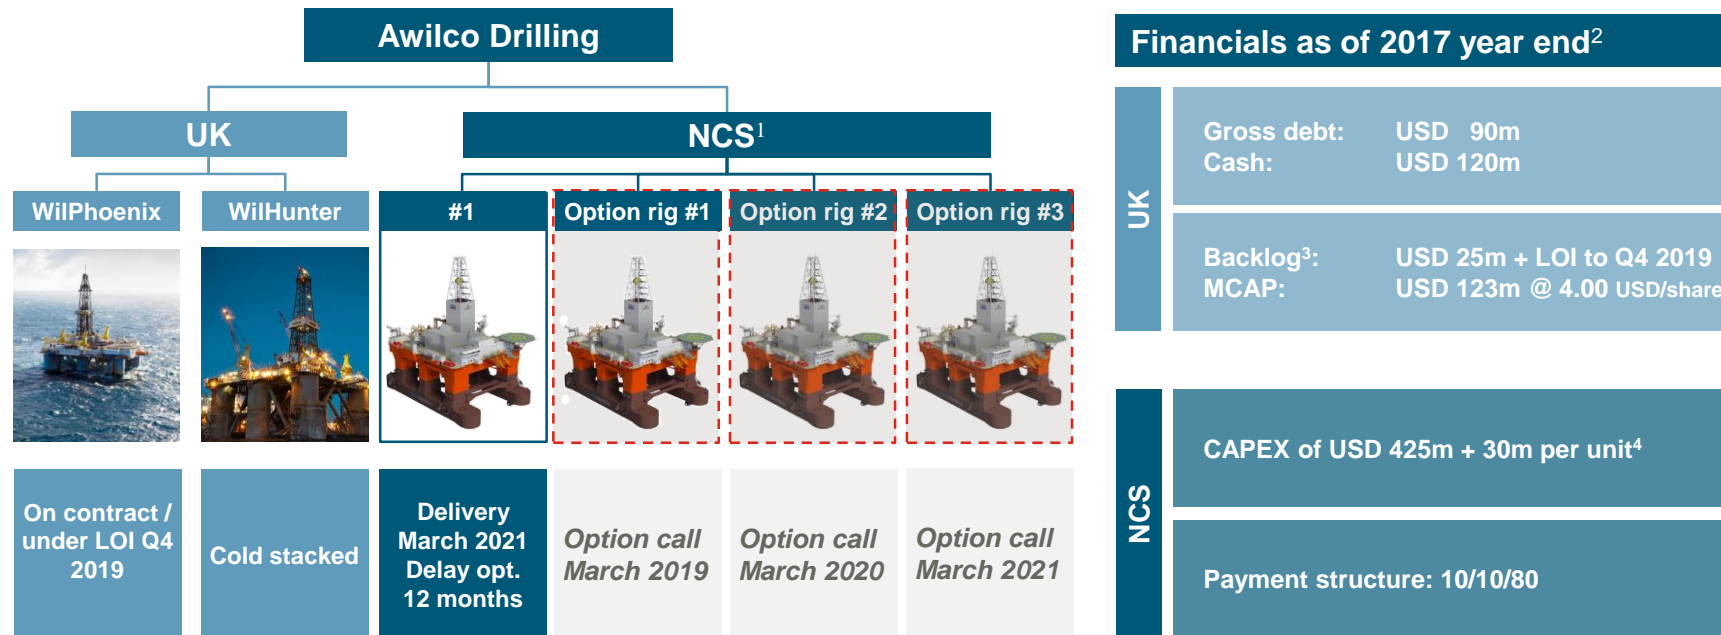 Awilco Drilling
UK
NCS¹
WilPhoenix
WilHunter
#1
Option rig #1
Option rig #2
Option rig #3
On contract /
under LOI Q4
2019
Cold stacked
Delivery
March 2021
Delay opt.
12 months
Option call
March 2019
Option call
March 2020
Option call
March 2021
Financials as of 2017 year end²
UK
Gross debt: USD 90m
Cash: USD 120m
Backlog³: USD 25m + LOI to Q4 2019
MCAP: USD 123m @ 4.00 USD/share
NCS
CAPEX of USD 425m + 30m per unit⁴
Payment structure: 10/10/80